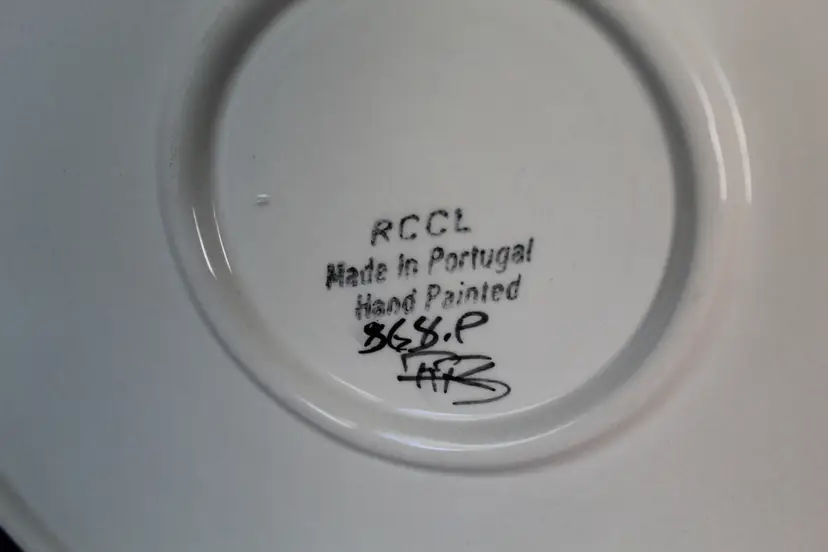 RCCL
Made in Portugal
Hand Painted
868.P